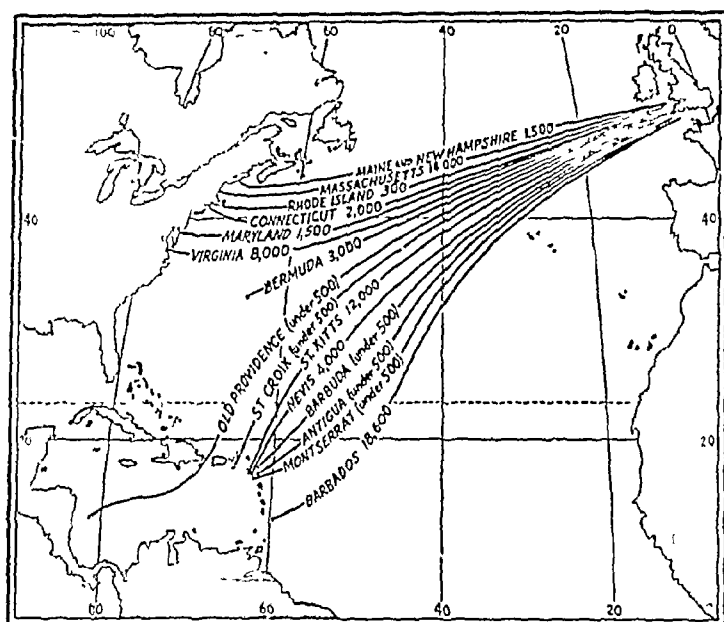 100 80 60 40 20 0
MAINE AND NEW HAMPSHIRE 1,500
MASSACHUSETTS 14,000
RHODE ISLAND 300
CONNECTICUT 2,000
MARYLAND 1,500
VIRGINIA 8,000
BERMUDA 3,000
OLD PROVIDENCE (under 500)
ST CROIX (under 500)
ST. KITTS 12,000
NEVIS 4,000
BARBUDA (under 500)
ANTIGUA (under 500)
MONTSERRAT (under 500)
BARBADOS 18,600
40
40
20
80 60 40 20